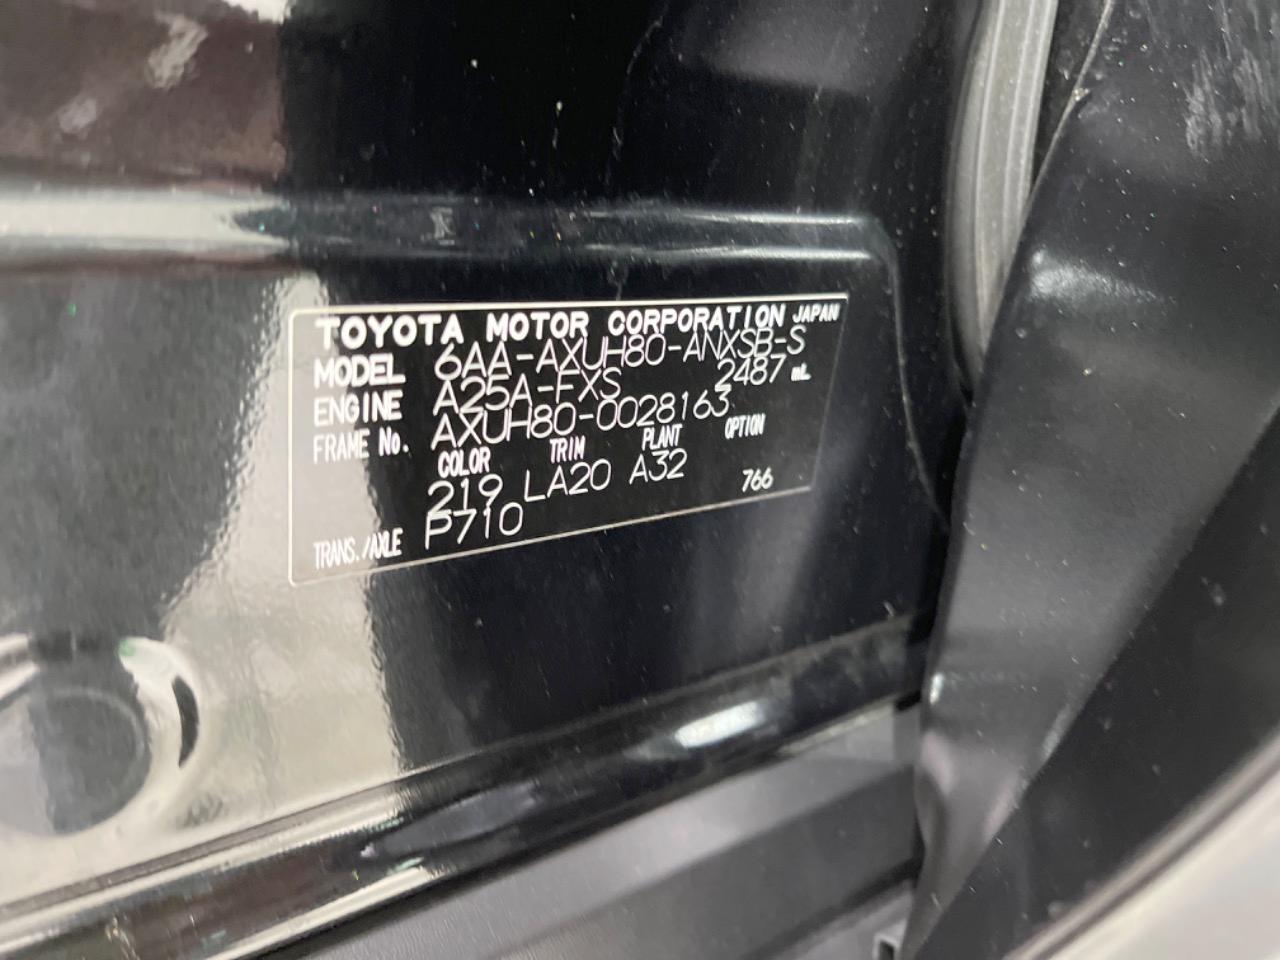 TOYOTA MOTOR CORPORATION JAPAN
MODEL 6AA-AXUH80-ANXSB-S
ENGINE A25A-FXS 2487 mL
FRAME No. AXUH80-0028163
COLOR TRIM PLANT OPTION
219 LA20 A32 766
TRANS./AXLE P710